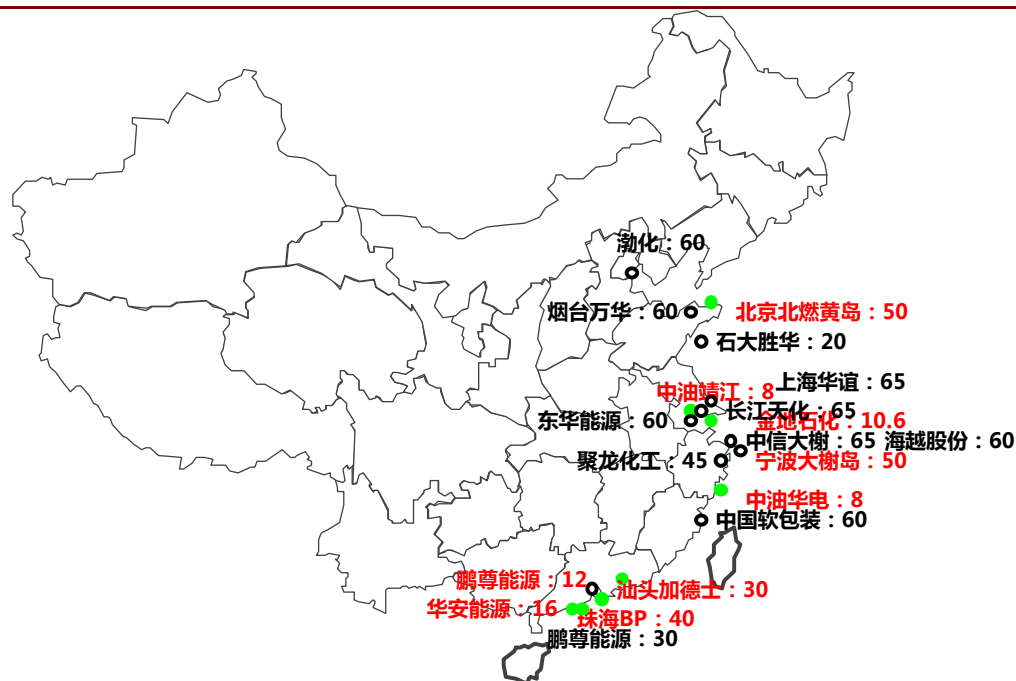 渤化：60
烟台万华：60
北京北燃黄岛：50
石大胜华：20
上海华谊：65
中油靖江：8
长江天化：65
东华能源：60
金地石化：10.6
中信大榭：65
海越股份：60
聚龙化工：45
宁波大榭岛：50
中油华电：8
中国软包装：60
鹏尊能源：12
汕头加德士：30
华安能源：16
珠海BP：40
鹏尊能源：30